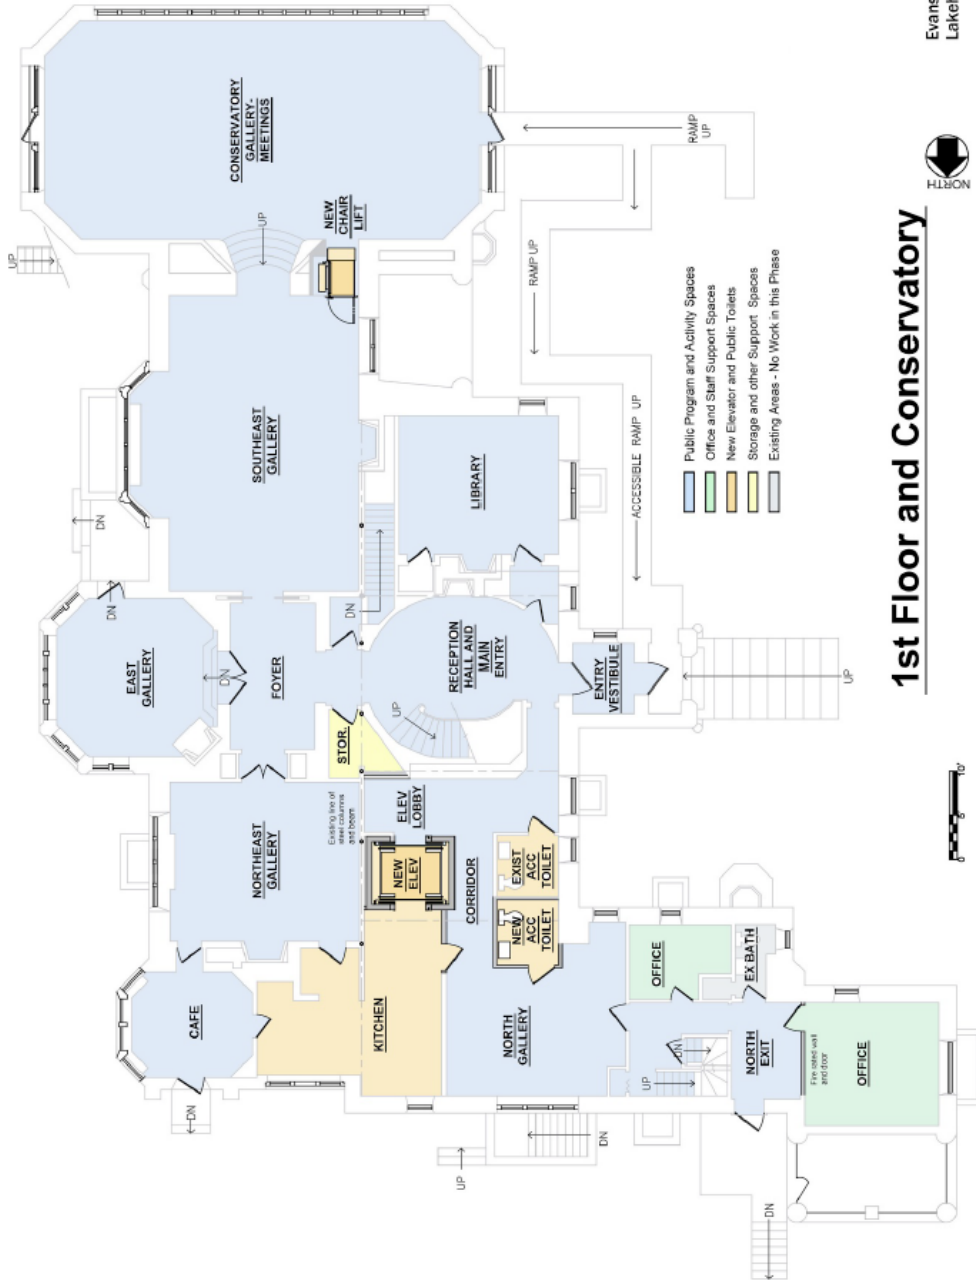 Evans
Lakeh
UP
CONSERVATORY
GALLERY-
MEETINGS
NEW
CHAIR
LIFT
UP
RAMP
UP
RAMP UP
ACCESSIBLE RAMP UP
NORTH
1st Floor and Conservatory
Public Program and Activity Spaces
Office and Staff Support Spaces
New Elevator and Public Toilets
Storage and other Support Spaces
Existing Areas - No Work in this Phase
SOUTHEAST
GALLERY
LIBRARY
DN
DN
DN
EAST
GALLERY
DN
FOYER
RECEPTION
HALL AND
MAIN
ENTRY
ENTRY
VESTIBULE
UP
UP
STOR.
Existing line of
steel columns
and beam
NORTHEAST
GALLERY
ELEV
LOBBY
NEW
ELEV
CORRIDOR
EXIST
ACC
TOILET
NEW
ACC
TOILET
CAFE
DN
KITCHEN
NORTH
GALLERY
OFFICE
EX BATH
DN
UP
NORTH
EXIT
Fire rated wall
and door
OFFICE
UP
DN
DN
0
5
10'